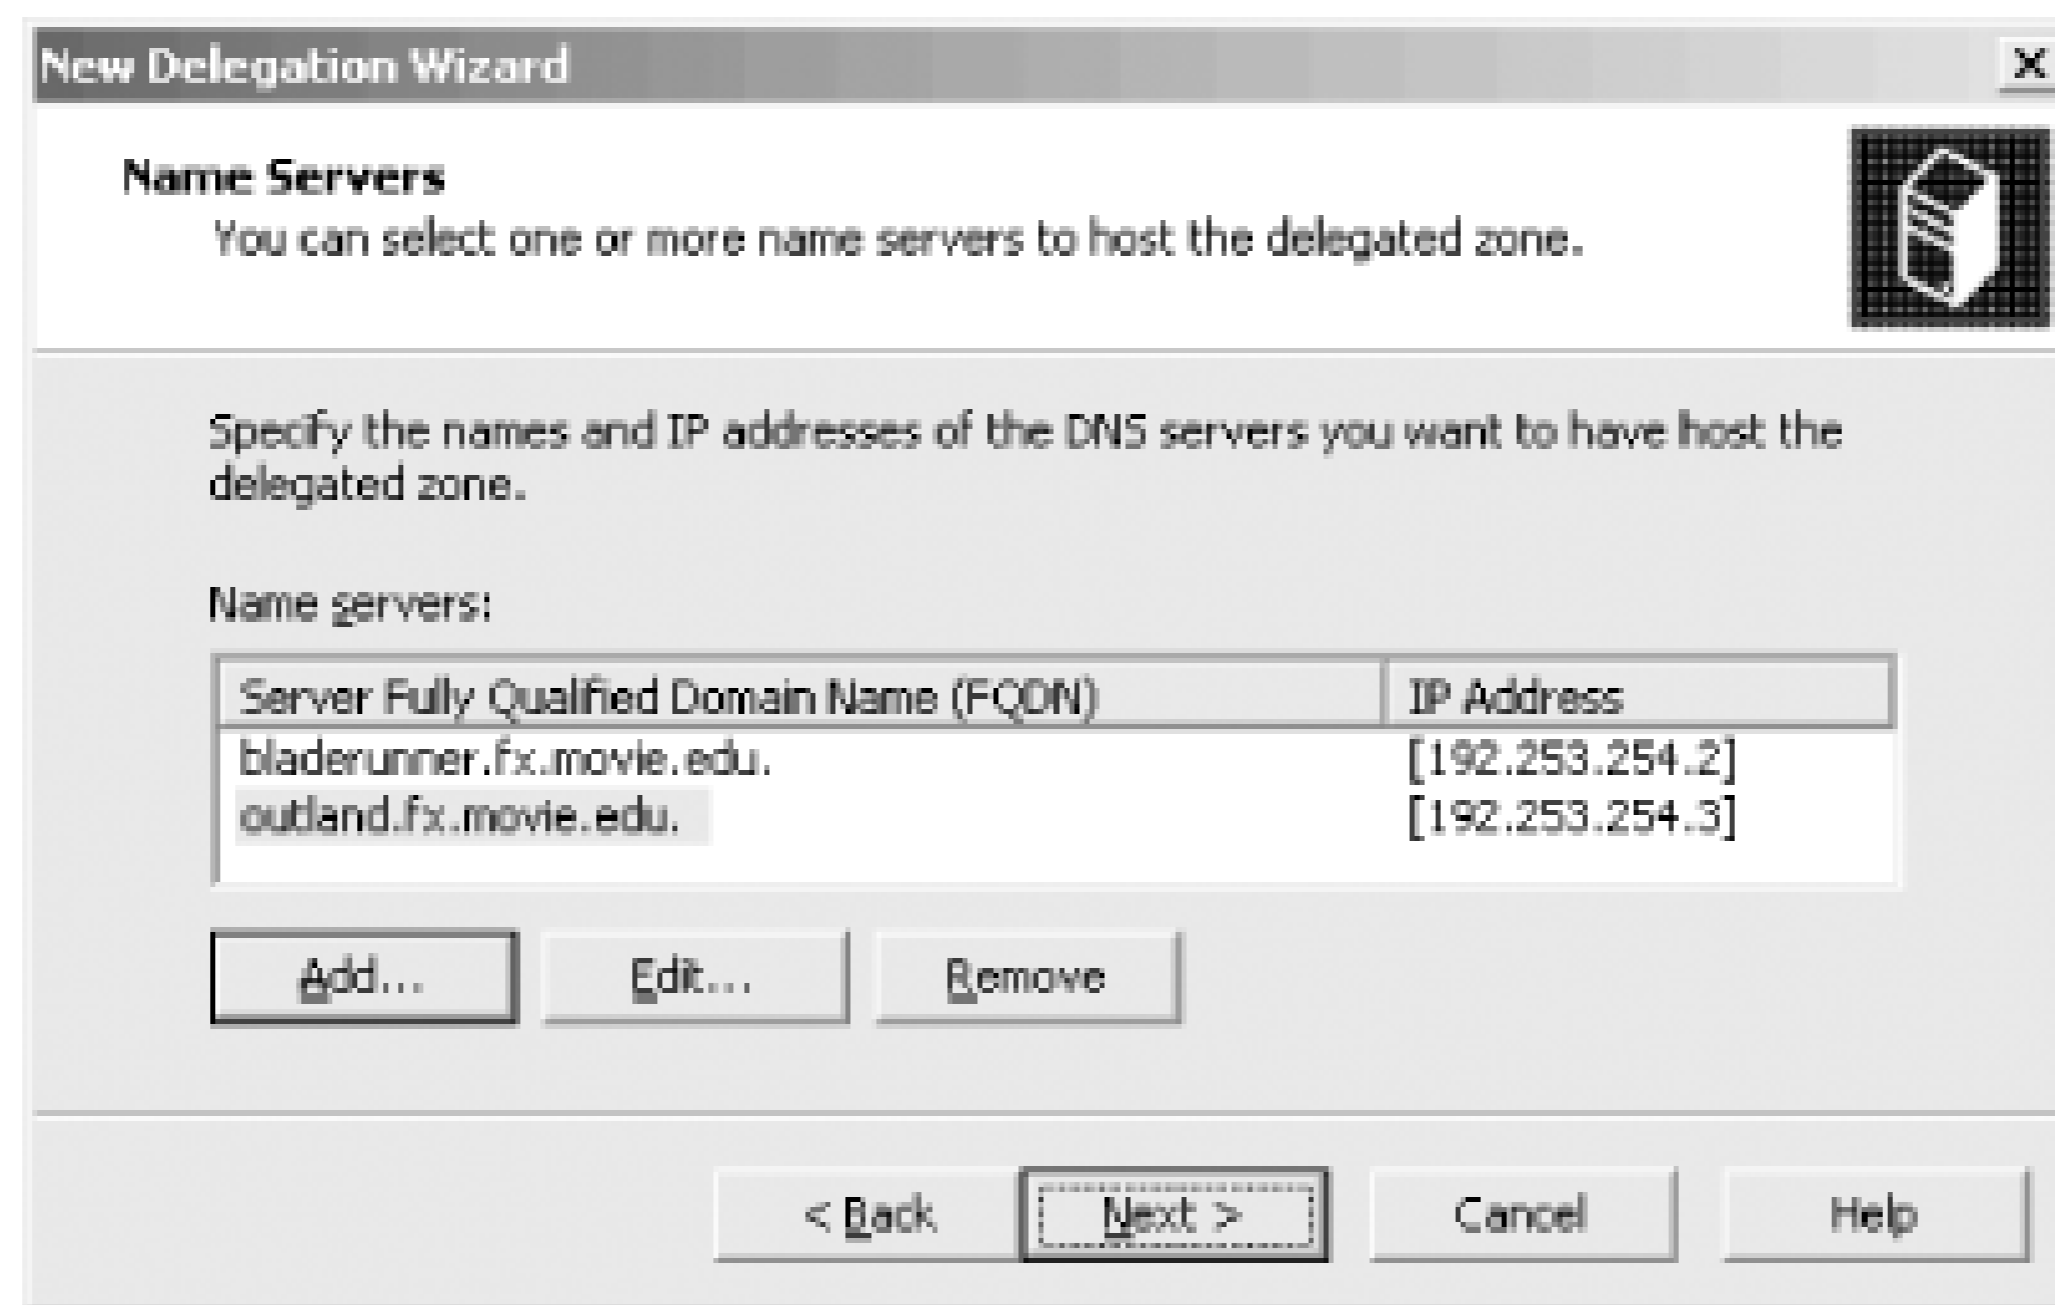 New Delegation Wizard
Name Servers
You can select one or more name servers to host the delegated zone.
Specify the names and IP addresses of the DNS servers you want to have host the
delegated zone.
Name servers:
Server Fully Qualified Domain Name (FQDN) IP Address
bladerunner.fx.movie.edu. [192.253.254.2]
outland.fx.movie.edu. [192.253.254.3]
Add... Edit... Remove
< Back Next > Cancel Help